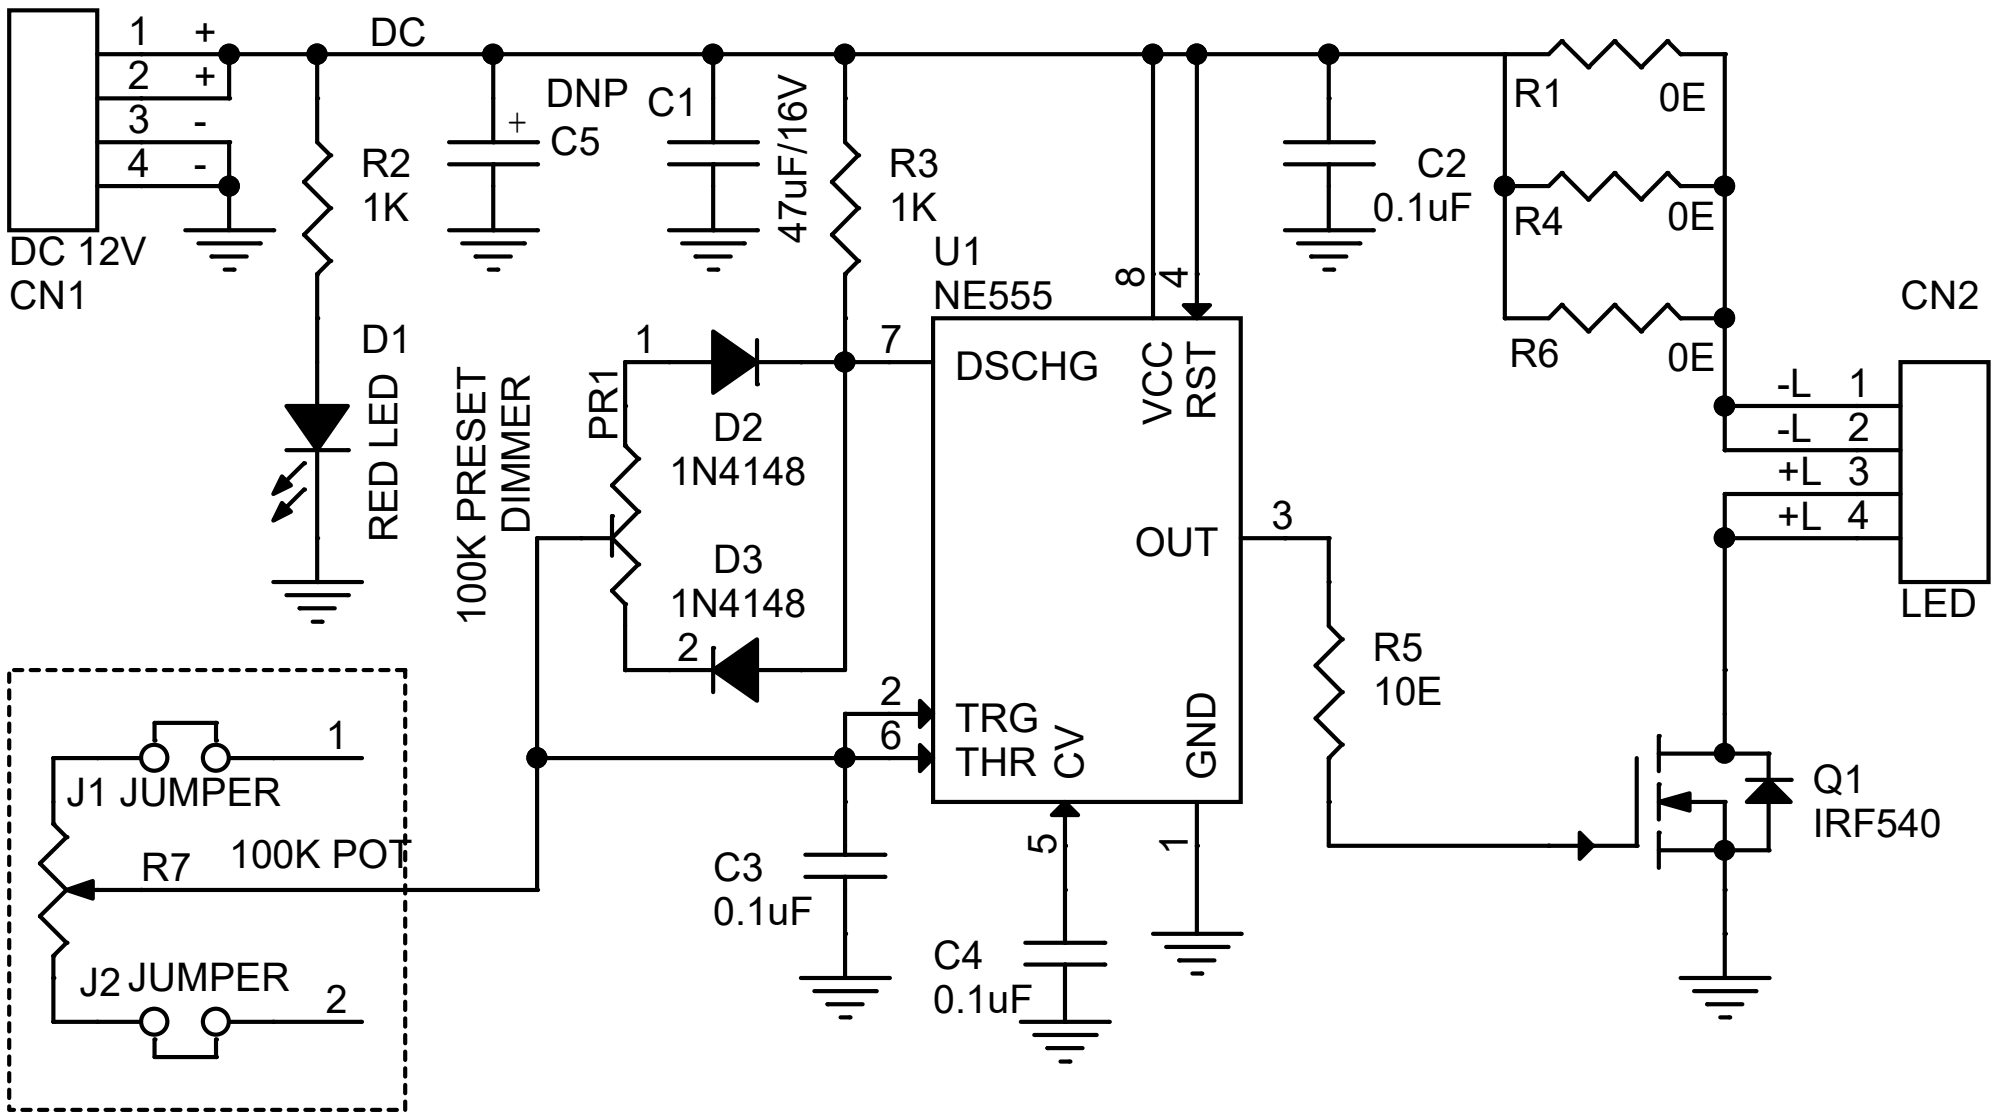 1 +
2 +
3 -
4 -
DC 12V
CN1
DC
R2
1K
D1
RED LED
DNP
C5
+
C1
47uF/16V
R3
1K
U1
NE555
8
4
C2
0.1uF
R1
0E
R4
0E
R6
0E
CN2
-L 1
-L 2
+L 3
+L 4
LED
100K PRESET
DIMMER
PR1
1
D2
1N4148
D3
1N4148
2
7
DSCHG
VCC
RST
OUT
3
2
TRG
6
THR
CV
GND
5
1
R5
10E
Q1
IRF540
C3
0.1uF
C4
0.1uF
1
J1 JUMPER
R7
100K POT
J2 JUMPER
2